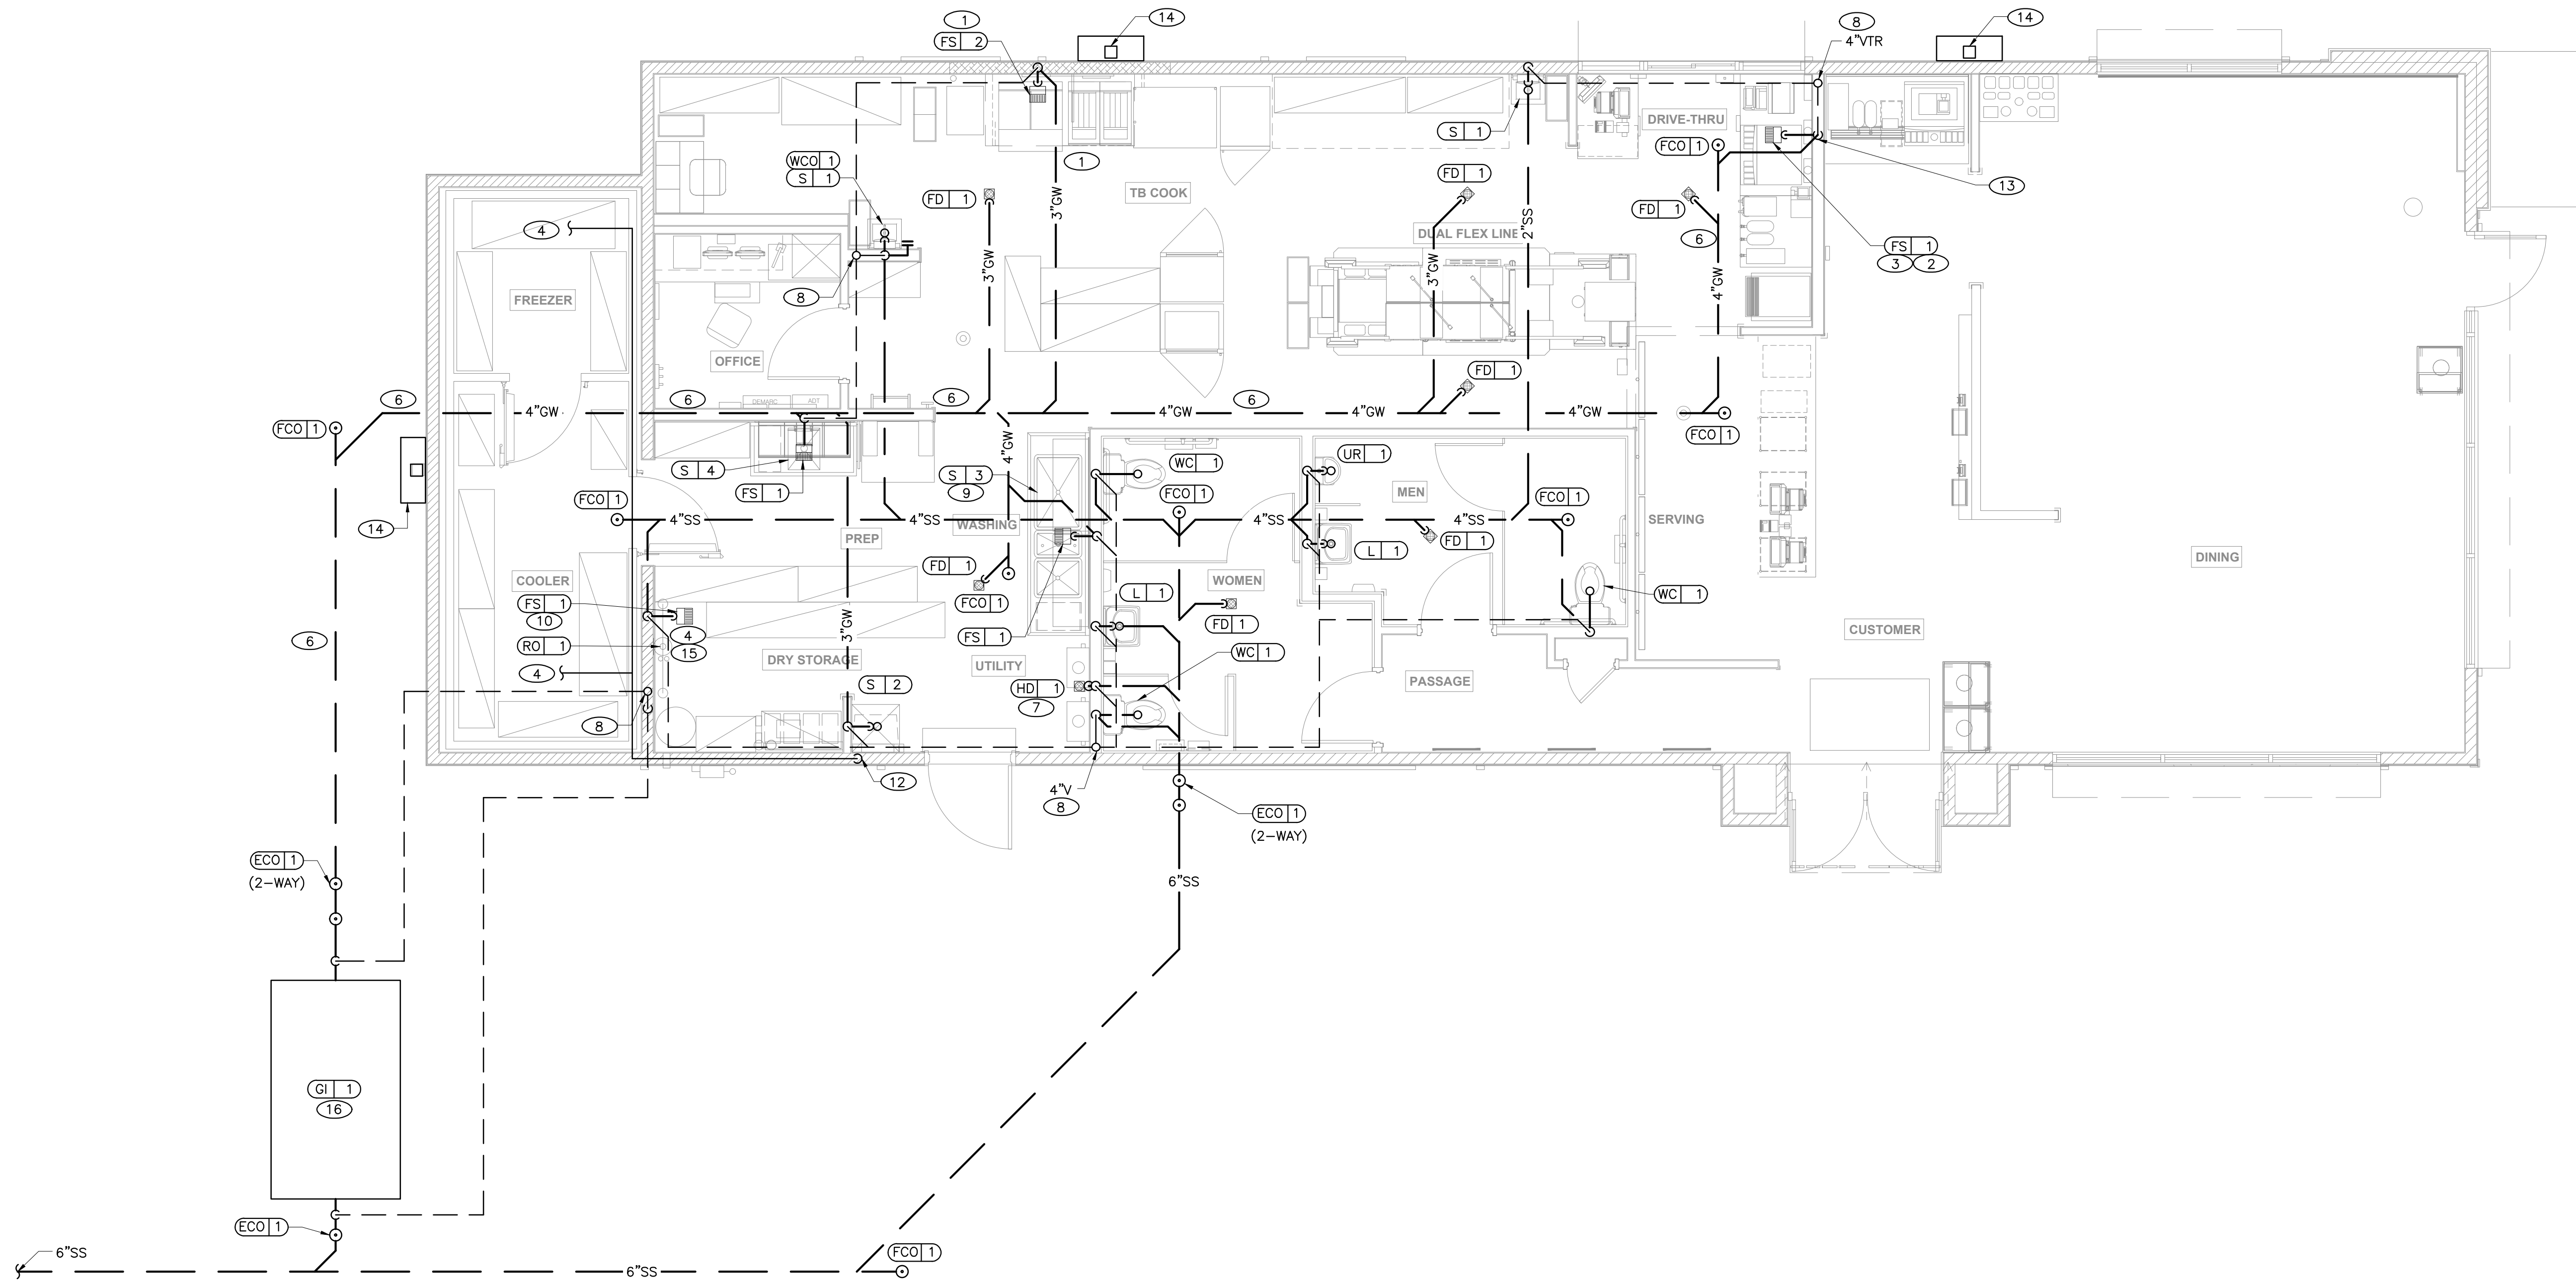 1
FS 2
14
8
4"VTR
14
S 1
DRIVE-THRU
FCO 1
WCO 1
S 1
1
FD 1
FD 1
13
TB COOK
FD 1
3"GW
2"SS
4
DUAL FLEX LINE
6
FS 1
3 2
3"GW
3"GW
4"GW
FREEZER
8
OFFICE
FD 1
DEMARC
ADT
6
4"GW
6
6
4"GW
6
4"GW
4"GW
FCO 1
FCO 1
4"GW
S 4
S 3
9
WC 1
UR 1
FS 1
FCO 1
FCO 1
MEN
FCO 1
14
4"SS
4"SS
WASHING
4"SS
4"SS
SERVING
PREP
FD 1
L 1
DINING
FD 1
COOLER
WOMEN
FS 1
10
FCO 1
L 1
WC 1
6
4
15
3"GW
FS 1
FD 1
CUSTOMER
RO 1
WC 1
4
DRY STORAGE
UTILITY
PASSAGE
S 2
HD 1
7
8
12
4"V
8
ECO 1
(2-WAY)
ECO 1
(2-WAY)
6"SS
GI 1
16
ECO 1
6"SS
FCO 1
6"SS